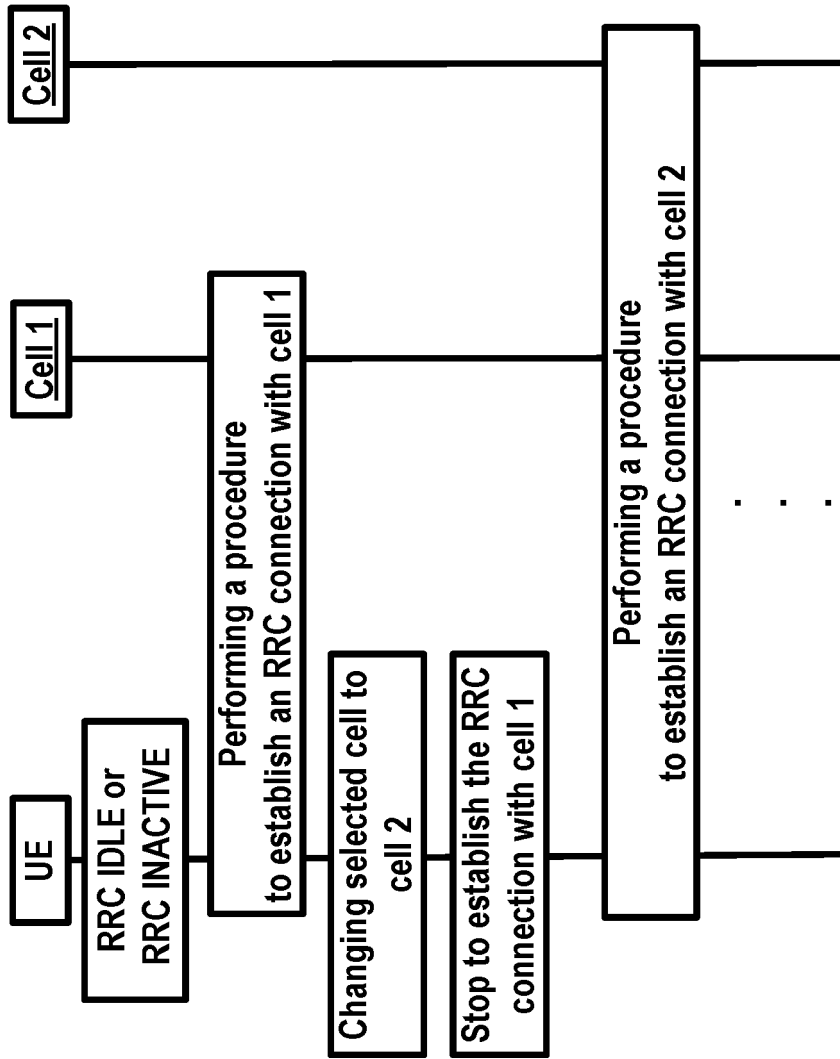 UE
Cell 1
Cell 2
RRC IDLE or
RRC INACTIVE
Performing a procedure
to establish an RRC connection with cell 1
Changing selected cell to
cell 2
Stop to establish the RRC
connection with cell 1
Performing a procedure
to establish an RRC connection with cell 2
. . .